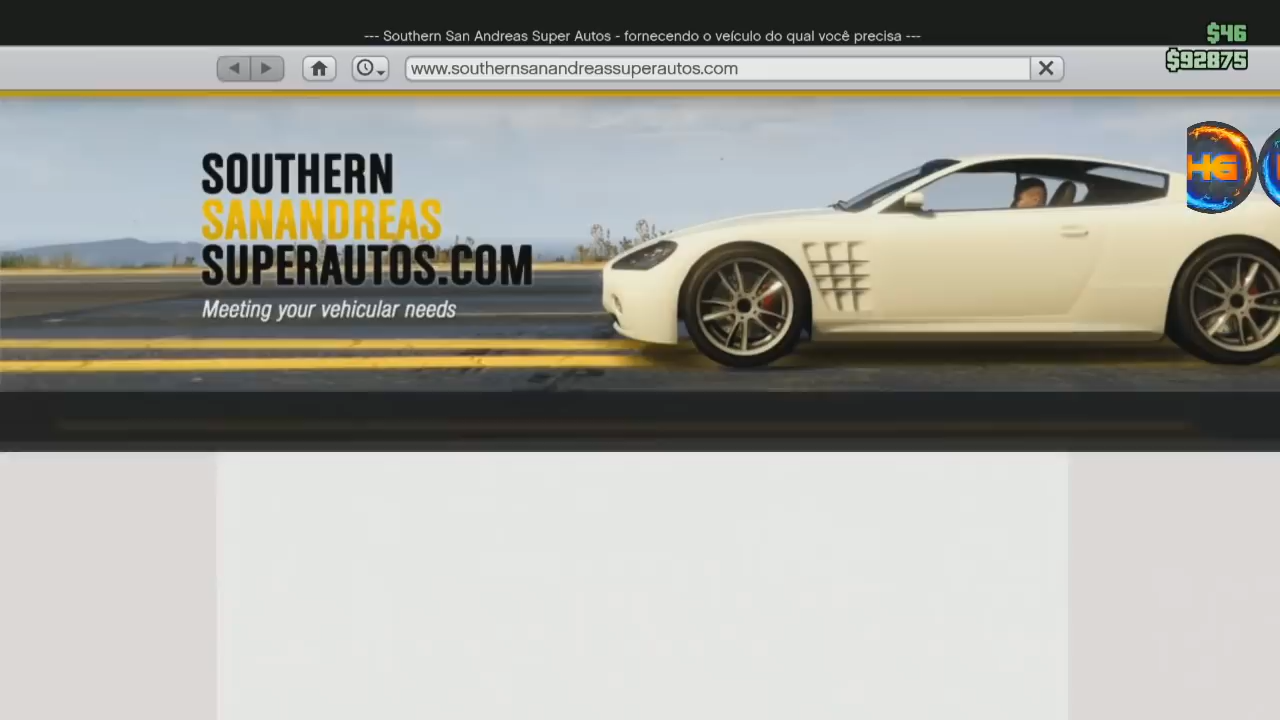 --- Southern San Andreas Super Autos - fornecendo o veículo do qual você precisa ---
$46
www.southernsanandreassuperautos.com
$92875
SOUTHERN
SANANDREAS
SUPERAUTOS.COM
Meeting your vehicular needs
HG